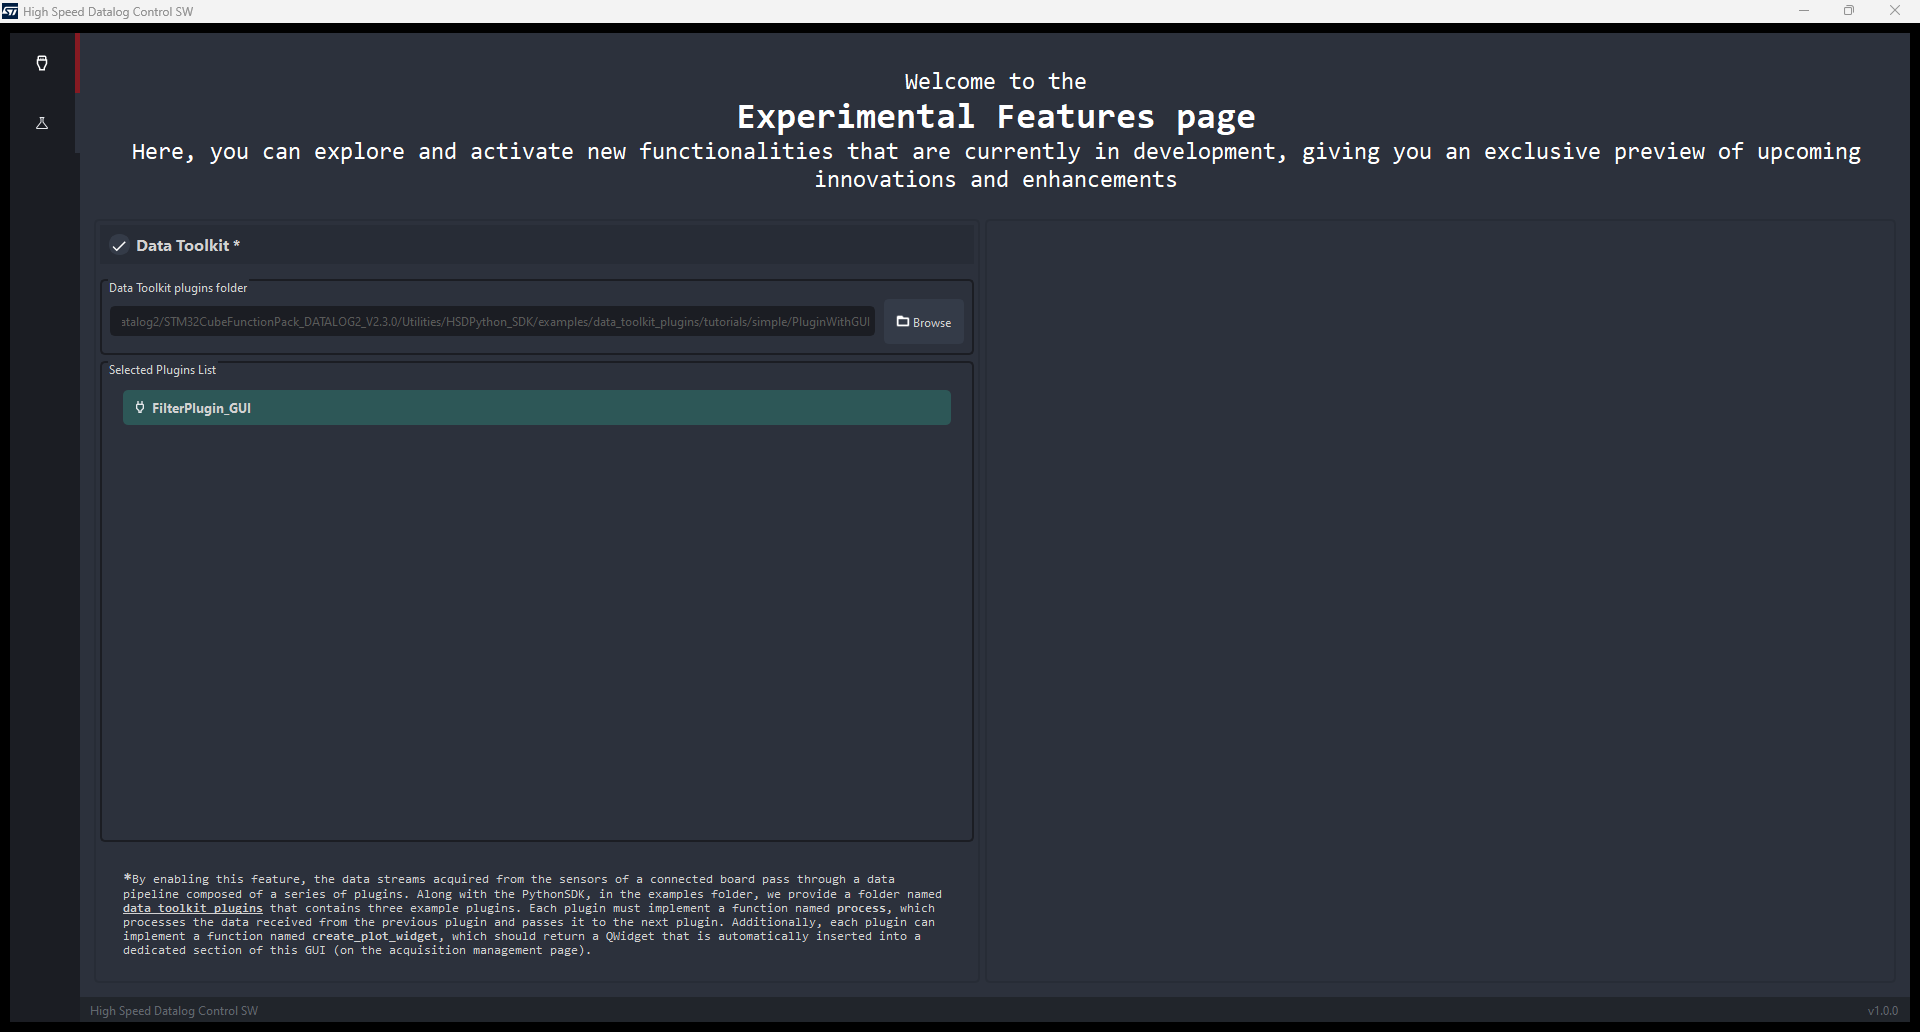 High Speed Datalog Control SW
Welcome to the
Experimental Features page
Here, you can explore and activate new functionalities that are currently in development, giving you an exclusive preview of upcoming
innovations and enhancements
Data Toolkit *
Data Toolkit plugins folder
atalog2/STM32CubeFunctionPack_DATALOG2_V2.3.0/Utilities/HSDPython_SDK/examples/data_toolkit_plugins/tutorials/simple/PluginWithGUI
Browse
Selected Plugins List
FilterPlugin_GUI
*By enabling this feature, the data streams acquired from the sensors of a connected board pass through a data
pipeline composed of a series of plugins. Along with the PythonSDK, in the examples folder, we provide a folder named
data_toolkit_plugins that contains three example plugins. Each plugin must implement a function named process, which
processes the data received from the previous plugin and passes it to the next plugin. Additionally, each plugin can
implement a function named create_plot_widget, which should return a QWidget that is automatically inserted into a
dedicated section of this GUI (on the acquisition management page).
High Speed Datalog Control SW
v1.0.0